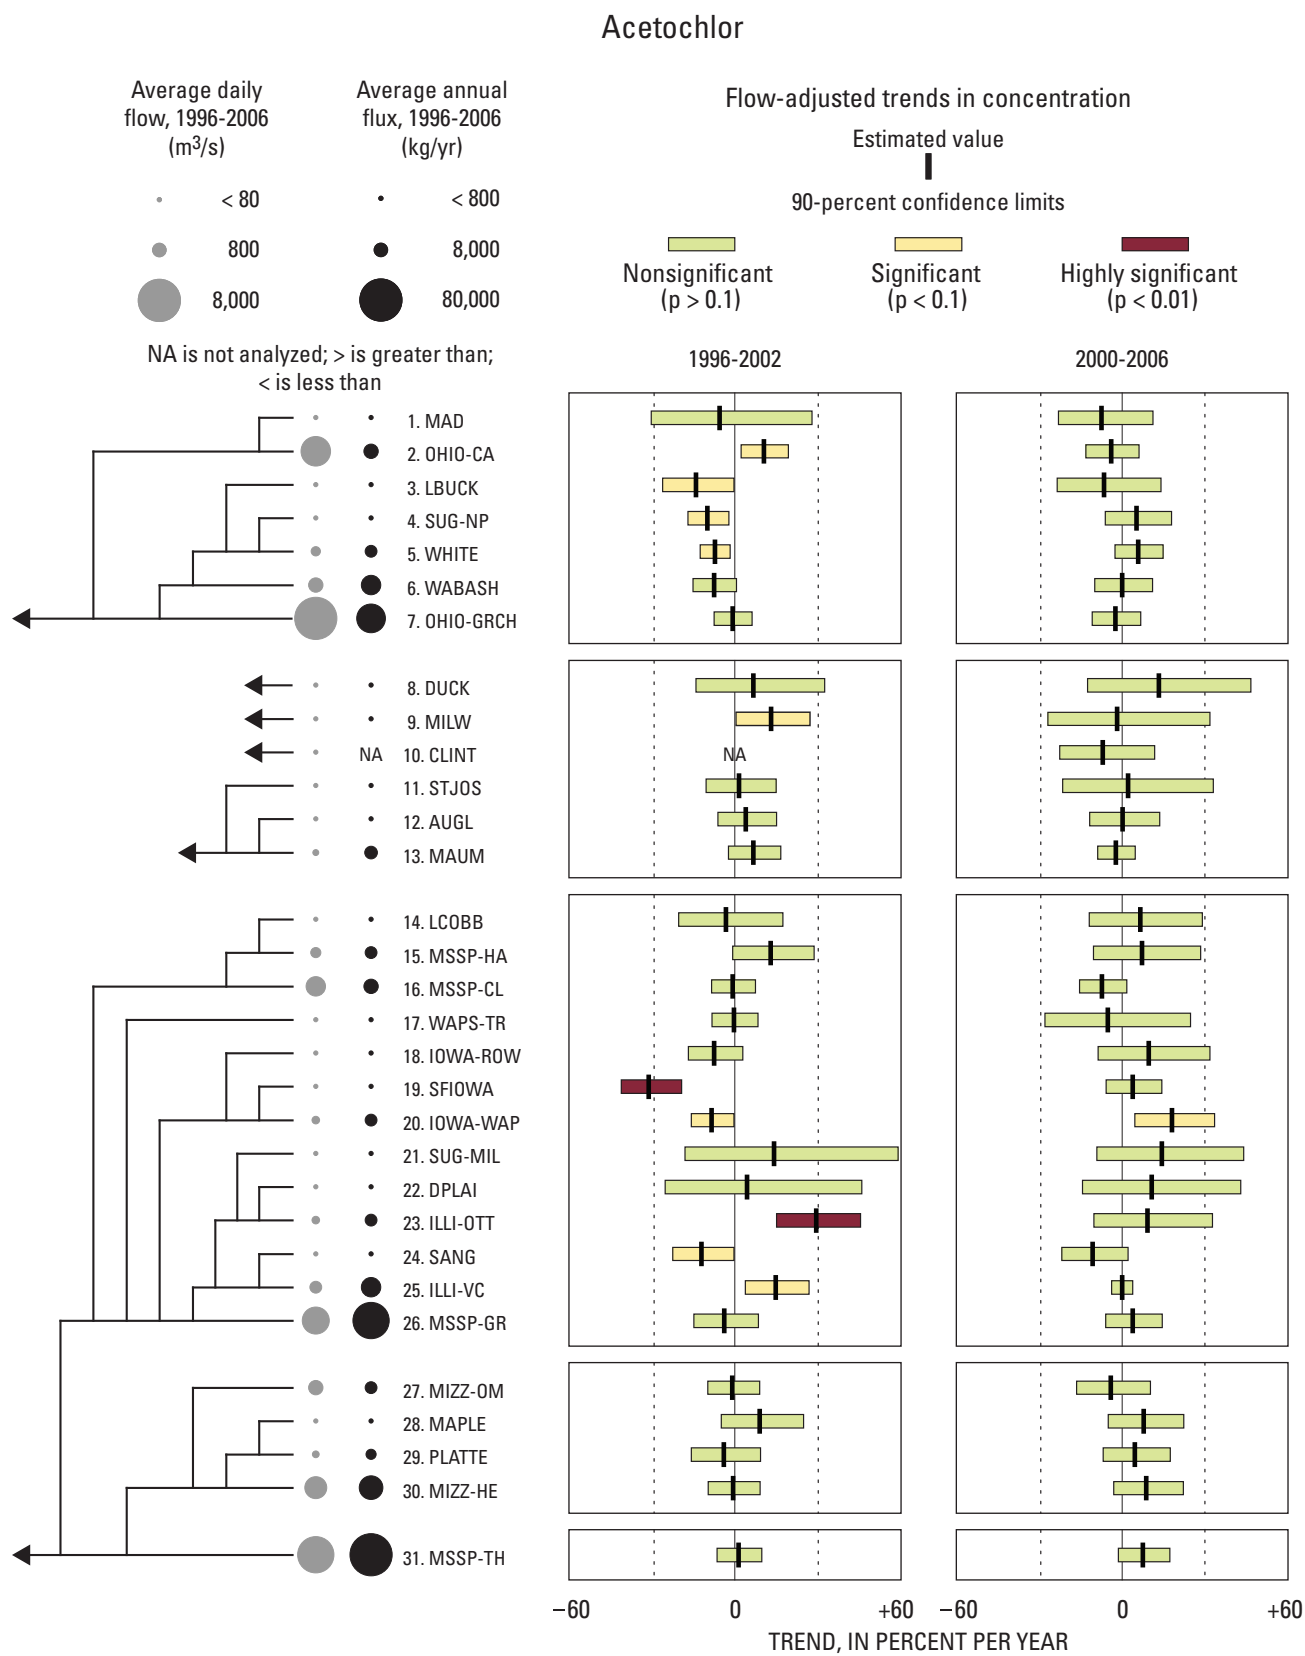 Acetochlor
Average daily
flow, 1996-2006
(m3/s)
Average annual
flux, 1996-2006
(kg/yr)
< 80
< 800
800
8,000
8,000
80,000
NA is not analyzed; > is greater than;
< is less than
Flow-adjusted trends in concentration
Estimated value
90-percent confidence limits
Nonsignificant
(p > 0.1)
Significant
(p < 0.1)
Highly significant
(p < 0.01)
1996-2002
2000-2006
1. MAD
2. OHIO-CA
3. LBUCK
4. SUG-NP
5. WHITE
6. WABASH
7. OHIO-GRCH
8. DUCK
9. MILW
NA 10. CLINT NA
11. STJOS
12. AUGL
13. MAUM
14. LCOBB
15. MSSP-HA
16. MSSP-CL
17. WAPS-TR
18. IOWA-ROW
19. SFIOWA
20. IOWA-WAP
21. SUG-MIL
22. DPLAI
23. ILLI-OTT
24. SANG
25. ILLI-VC
26. MSSP-GR
27. MIZZ-OM
28. MAPLE
29. PLATTE
30. MIZZ-HE
31. MSSP-TH
−60 0 +60 −60 0 +60
TREND, IN PERCENT PER YEAR